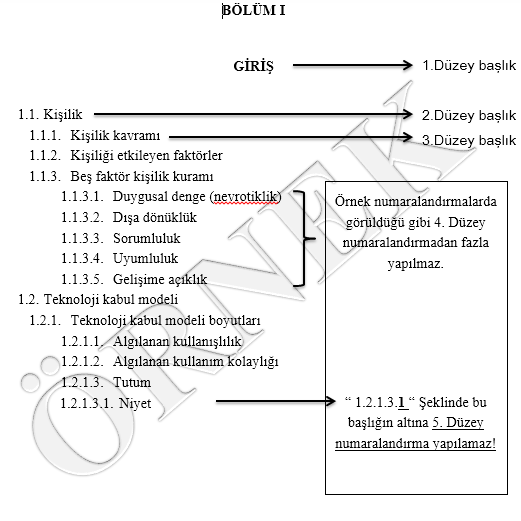 BÖLÜM I
GİRİŞ
1.Düzey başlık
1.1. Kişilik
2.Düzey başlık
1.1.1. Kişilik kavramı
3.Düzey başlık
1.1.2. Kişiliği etkileyen faktörler
1.1.3. Beş faktör kişilik kuramı
1.1.3.1. Duygusal denge (nevrotiklik)
1.1.3.2. Dışa dönüklük
1.1.3.3. Sorumluluk
1.1.3.4. Uyumluluk
1.1.3.5. Gelişime açıklık
Örnek numaralandırmalarda
görüldüğü gibi 4. Düzey
numaralandırmadan fazla
yapılmaz.
1.2. Teknoloji kabul modeli
1.2.1. Teknoloji kabul modeli boyutları
1.2.1.1. Algılanan kullanışlılık
1.2.1.2. Algılanan kullanım kolaylığı
1.2.1.3. Tutum
1.2.1.3.1. Niyet
“ 1.2.1.3.1 “ Şeklinde bu
başlığın altına 5. Düzey
numaralandırma yapılamaz!
ÖRNEK